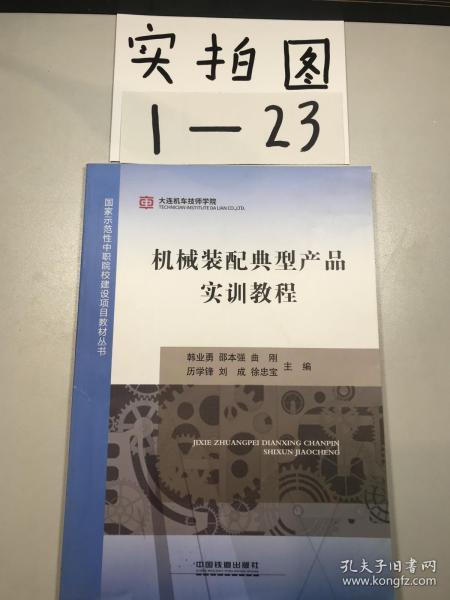 实拍图
1—23
大连机车技师学院
TECHNICIAN INSTITUTE DA LIAN CO.,LTD.
国家示范性中职院校建设项目教材丛书
机械装配典型产品
实训教程
韩业勇 邵本强 曲 刚
历学锋 刘 成 徐忠宝
主 编
JIXIE ZHUANGPEI DIANXING CHANPIN
SHIXUN JIAOCHENG
中国铁道出版社
孔夫子旧书网
www.kongfz.com